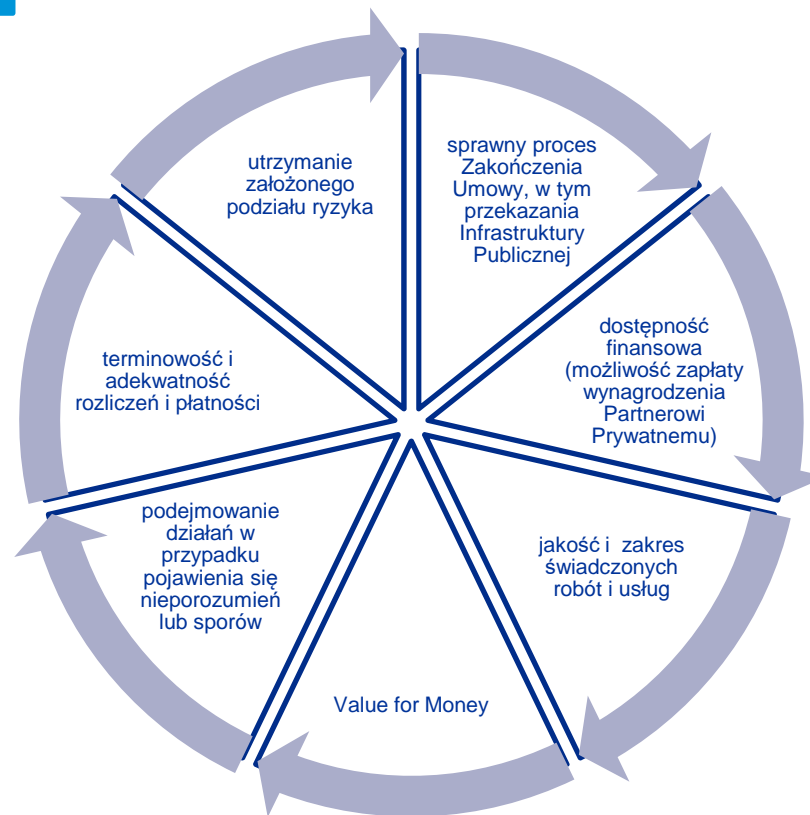 sprawny proces
Zakończenia
Umowy, w tym
przekazania
Infrastruktury
Publicznej
dostępność
finansowa
(możliwość zapłaty
wynagrodzenia
Partnerowi
Prywatnemu)
jakość i zakres
świadczonych
robót i usług
Value for Money
podejmowanie
działań w
przypadku
pojawienia się
nieporozumień
lub sporów
terminowość i
adekwatność
rozliczeń i płatności
utrzymanie
założonego
podziału ryzyka